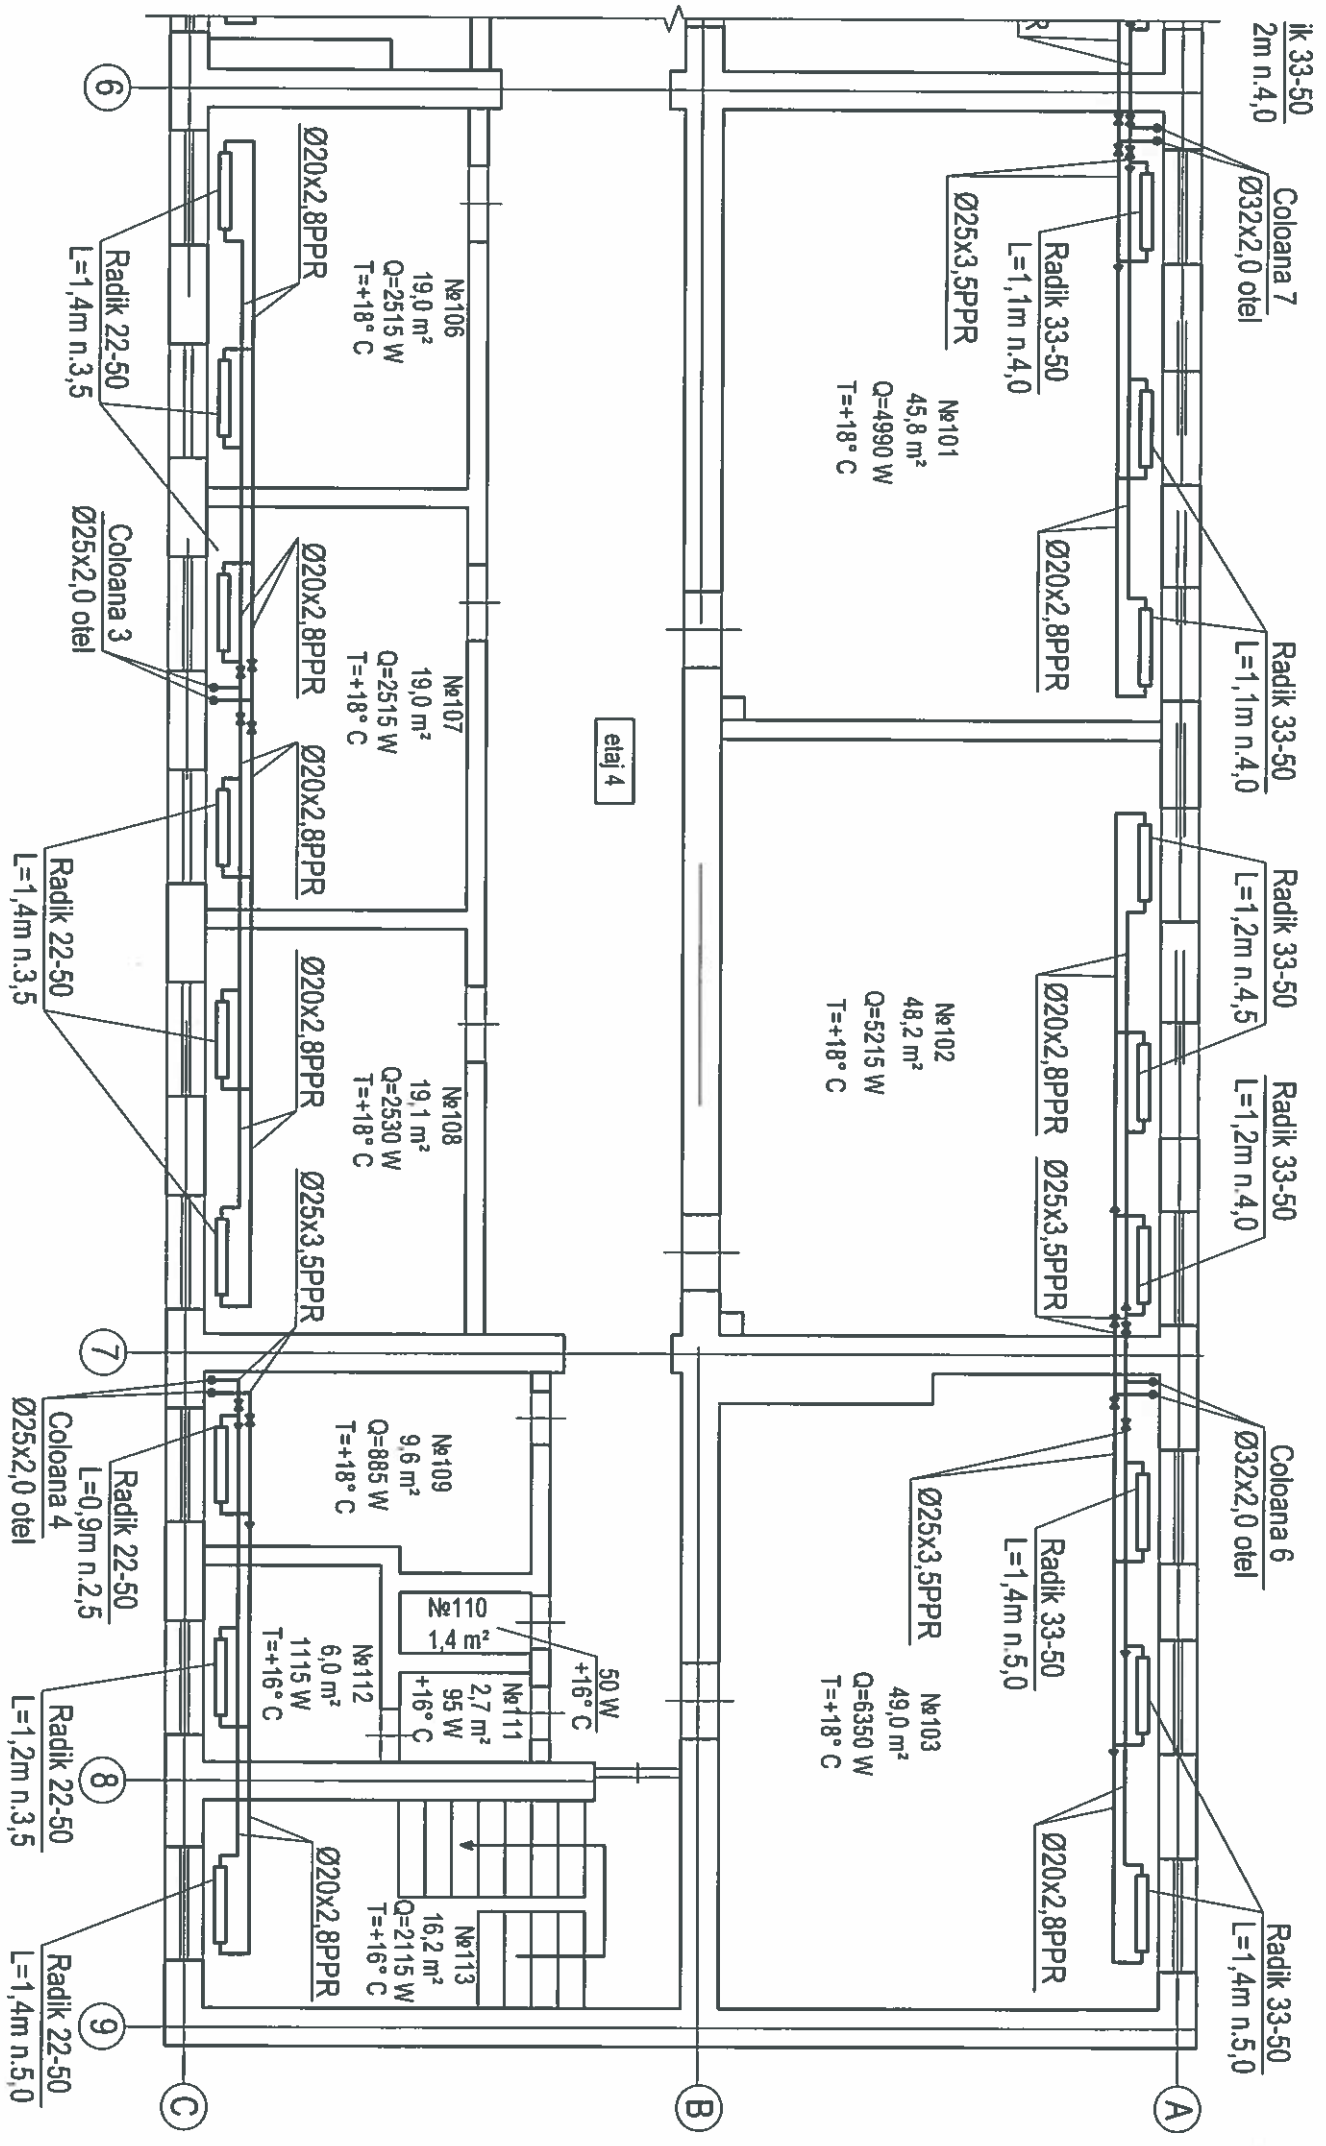 ik 33-50
2m n.4,0
Coloana 7
Ø32x2,0 otel
Radik 33-50
L=1,1m n.4,0
Radik 33-50
L=1,2m n.4,5
Radik 33-50
L=1,2m n.4,0
Coloana 6
Ø32x2,0 otel
Radik 33-50
L=1,4m n.5,0
A
Ø25x3,5PPR
Radik 33-50
L=1,1m n.4,0
Ø20x2,8PPR
Ø20x2,8PPR
Ø25x3,5PPR
Ø25x3,5PPR
Radik 33-50
L=1,4m n.5,0
Ø20x2,8PPR
№101
45,8 m²
Q=4990 W
T=+18° C
№102
48,2 m²
Q=5215 W
T=+18° C
№103
49,0 m²
Q=6350 W
T=+18° C
B
etaj 4
50 W
+16° C
№106
19,0 m²
Q=2515 W
T=+18° C
№107
19,0 m²
Q=2515 W
T=+18° C
№108
19,1 m²
Q=2530 W
T=+18° C
№109
9,6 m²
Q=885 W
T=+18° C
№110
1,4 m²
№111
2,7 m²
95 W
+16° C
№112
6,0 m²
1115 W
T=+16° C
№113
16,2 m²
Q=2115 W
T=+16° C
Ø20x2,8PPR
Ø20x2,8PPR
Ø20x2,8PPR
Ø20x2,8PPR
Ø25x3,5PPR
Ø20x2,8PPR
C
6
Radik 22-50
L=1,4m n.3,5
Coloana 3
Ø25x2,0 otel
Radik 22-50
L=1,4m n.3,5
7
Coloana 4
Ø25x2,0 otel
Radik 22-50
L=0,9m n.2,5
Radik 22-50
L=1,2m n.3,5
8
Radik 22-50
L=1,4m n.5,0
9